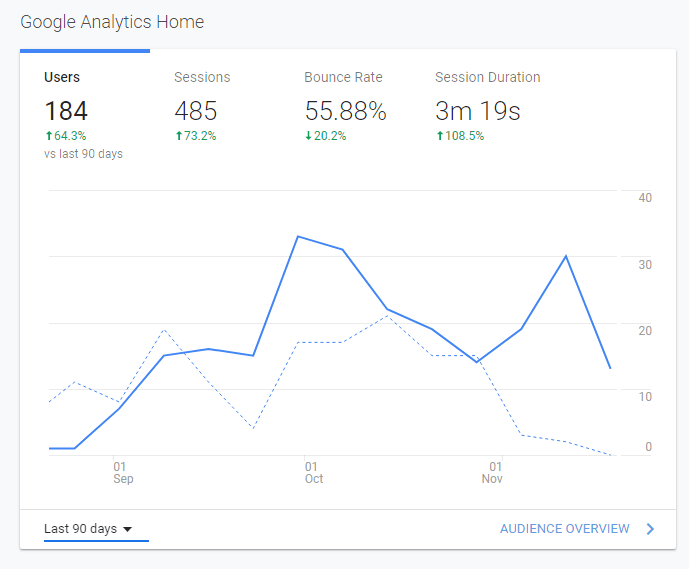 Google Analytics Home
Users Sessions Bounce Rate Session Duration
184 485 55.88% 3m 19s
↑64.3% ↑73.2% ↓20.2% ↑108.5%
vs last 90 days
40
30
20
10
0
01 01 01
Sep Oct Nov
Last 90 days AUDIENCE OVERVIEW